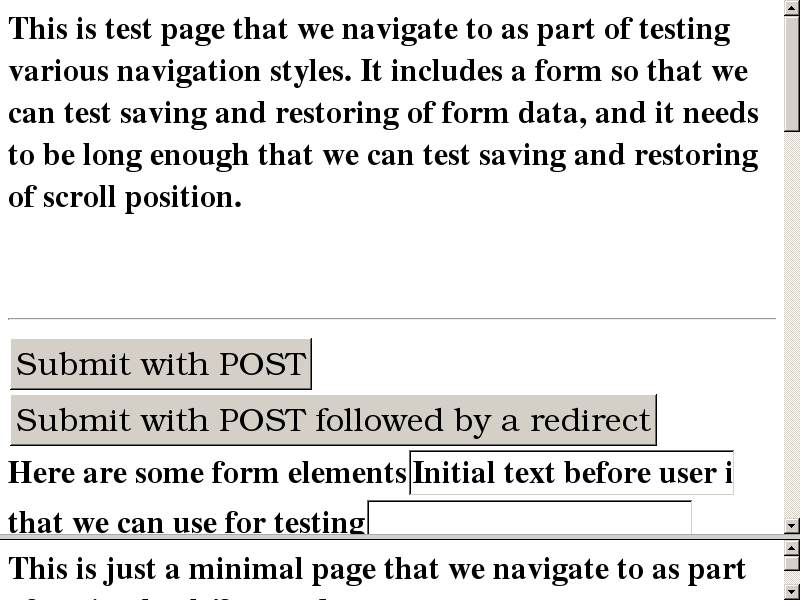 This is test page that we navigate to as part of testing
various navigation styles. It includes a form so that we
can test saving and restoring of form data, and it needs
to be long enough that we can test saving and restoring
of scroll position.
Submit with POST
Submit with POST followed by a redirect
Here are some form elements Initial text before user i
that we can use for testing
This is just a minimal page that we navigate to as part